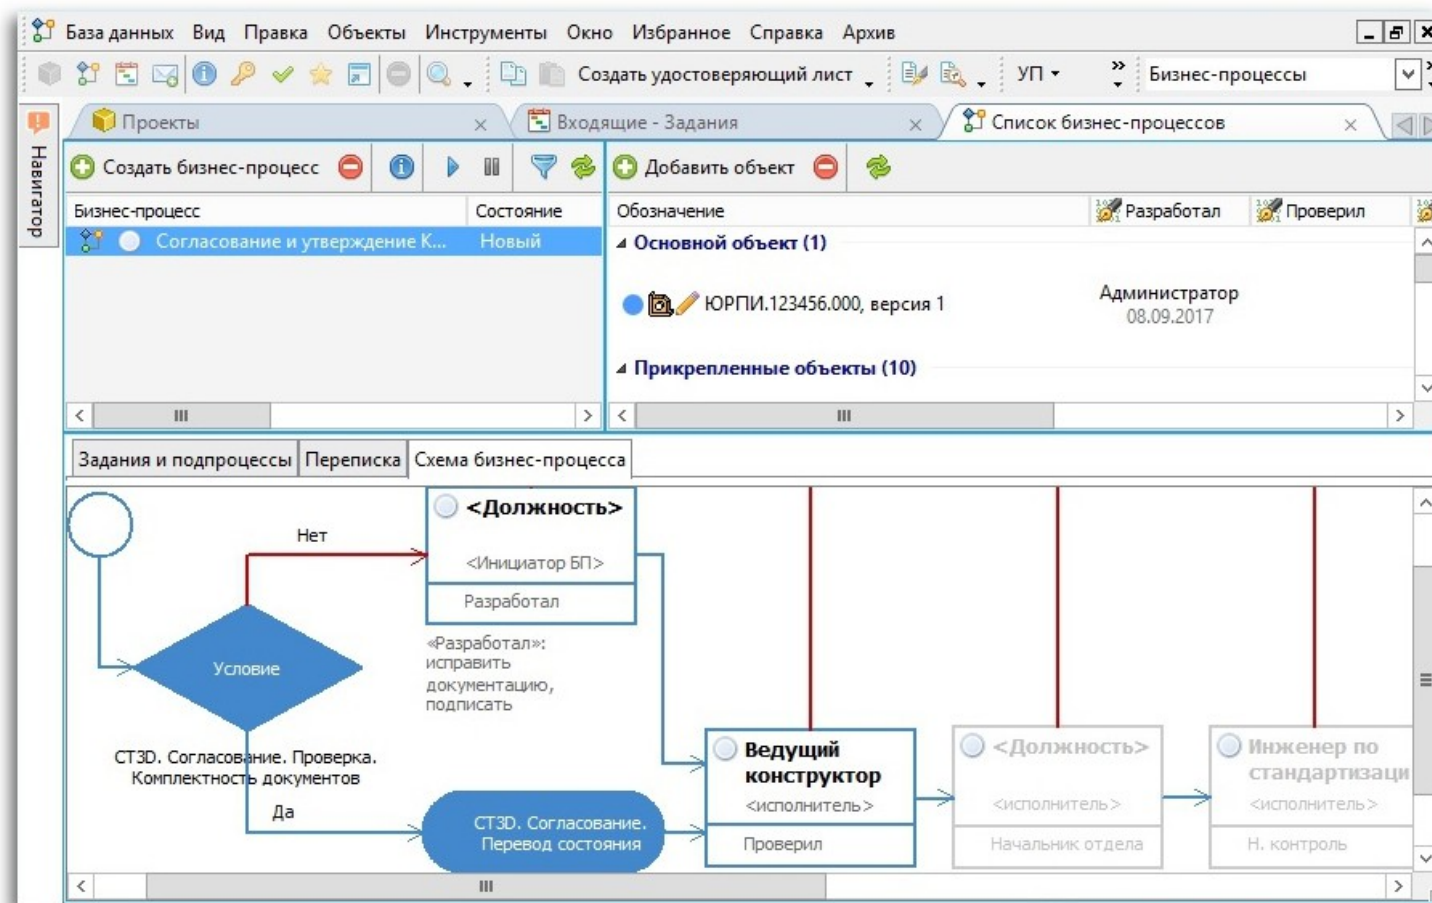 База данных Вид Правка Объекты Инструменты Окно Избранное Справка Архив
Создать удостоверяющий лист УП Бизнес-процессы
Навигатор
Проекты Входящие - Задания Список бизнес-процессов
Создать бизнес-процесс Добавить объект
Бизнес-процесс Состояние Обозначение Разработал Проверил
Согласование и утверждение К... Новый
Основной объект (1)
ЮРПИ.123456.000, версия 1
Администратор
08.09.2017
Прикрепленные объекты (10)
Задания и подпроцессы Переписка Схема бизнес-процесса
<Должность>
Нет
<Инициатор БП>
Разработал
«Разработал»:
исправить
документацию,
подписать
Условие
СТ3D. Согласование. Проверка.
Комплектность документов
Да
СТ3D. Согласование.
Перевод состояния
Ведущий
конструктор
<исполнитель>
Проверил
<Должность>
<исполнитель>
Начальник отдела
Инженер по
стандартизаци
<исполнитель>
Н. контроль